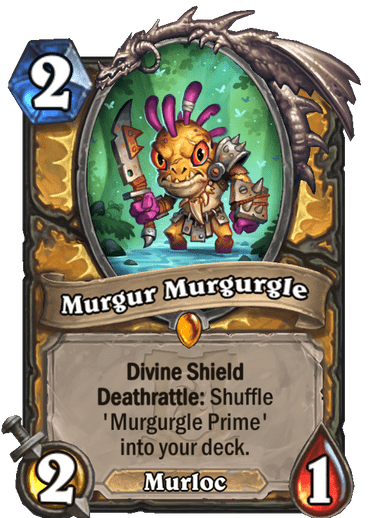 2
Murgur Murgurgle
Divine Shield
Deathrattle: Shuffle
'Murgurgle Prime'
into your deck.
2
Murloc
1